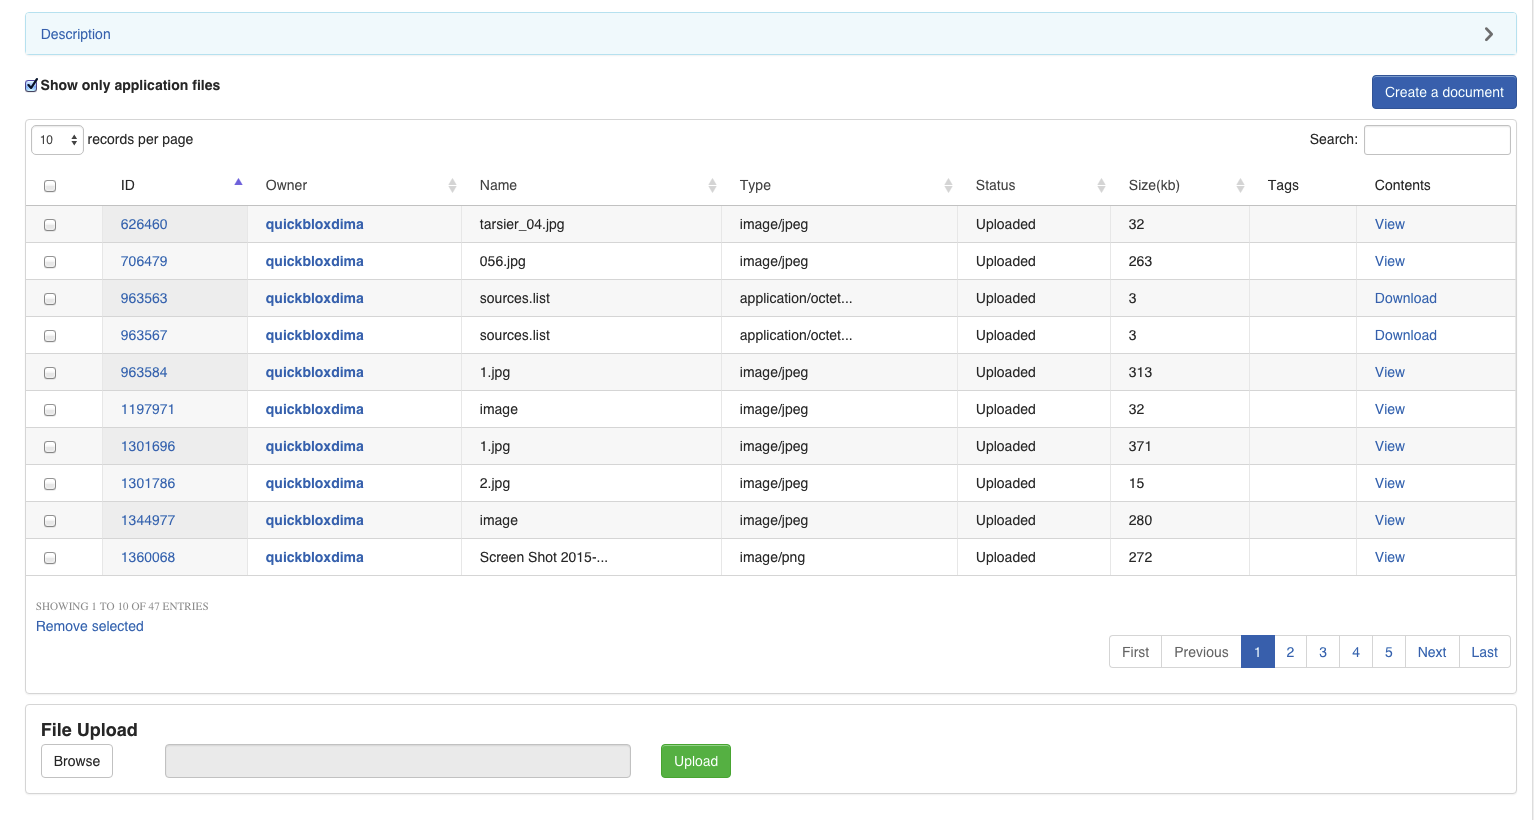 Description
Show only application files
Create a document
10 records per page
Search:
ID Owner Name Type Status Size(kb) Tags Contents
626460 quickbloxdima tarsier_04.jpg image/jpeg Uploaded 32 View
706479 quickbloxdima 056.jpg image/jpeg Uploaded 263 View
963563 quickbloxdima sources.list application/octet... Uploaded 3 Download
963567 quickbloxdima sources.list application/octet... Uploaded 3 Download
963584 quickbloxdima 1.jpg image/jpeg Uploaded 313 View
1197971 quickbloxdima image image/jpeg Uploaded 32 View
1301696 quickbloxdima 1.jpg image/jpeg Uploaded 371 View
1301786 quickbloxdima 2.jpg image/jpeg Uploaded 15 View
1344977 quickbloxdima image image/jpeg Uploaded 280 View
1360068 quickbloxdima Screen Shot 2015-... image/png Uploaded 272 View
SHOWING 1 TO 10 OF 47 ENTRIES
Remove selected
First Previous 1 2 3 4 5 Next Last
File Upload
Browse Upload